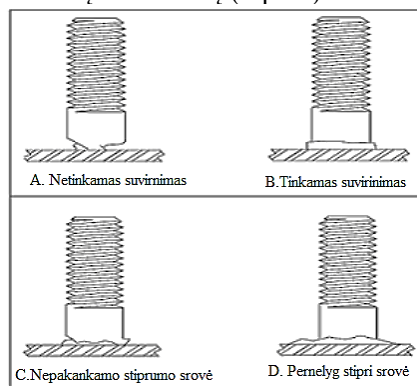 A. Netinkamas suvirnimas
B.Tinkamas suvirinimas
C.Nepakankamo stiprumo srovė
D. Pernelyg stipri srovė